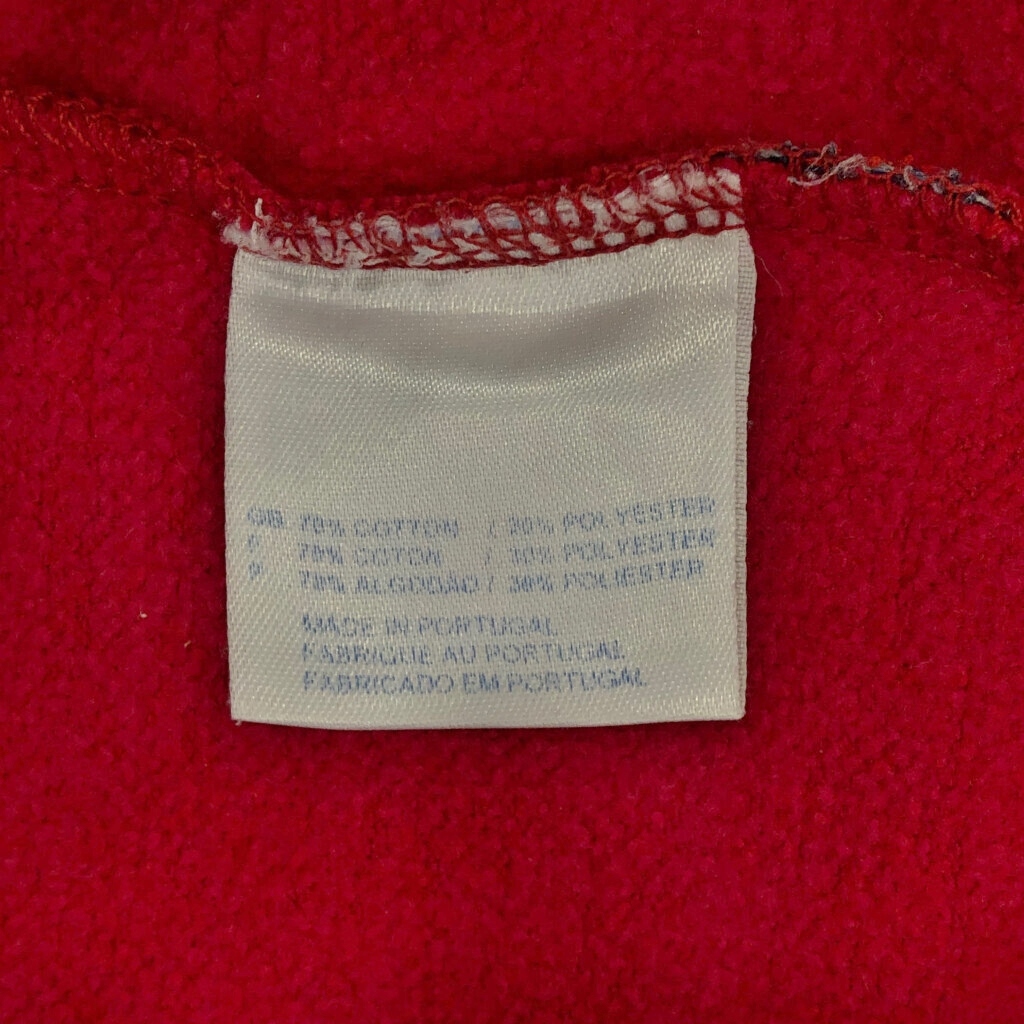 GB 70% COTTON / 30% POLYESTER
F 70% COTON / 30% POLYESTER
P 70% ALGODAO / 30% POLIESTER
MADE IN PORTUGAL
FABRIQUE AU PORTUGAL
FABRICADO EM PORTUGAL